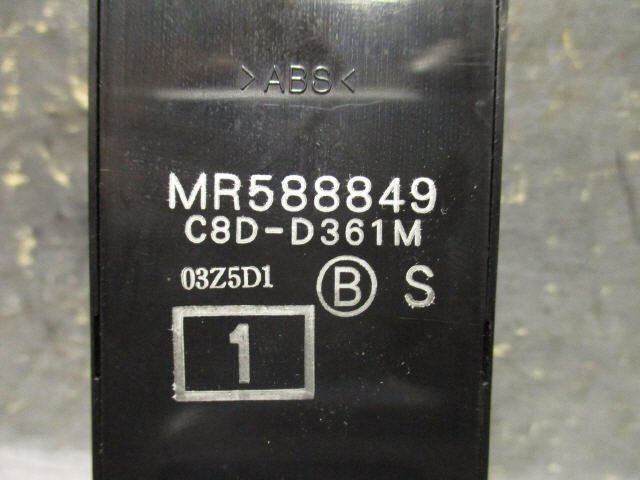 >ABS<
MR588849
C8D-D361M
03Z5D1 Ⓑ S
1